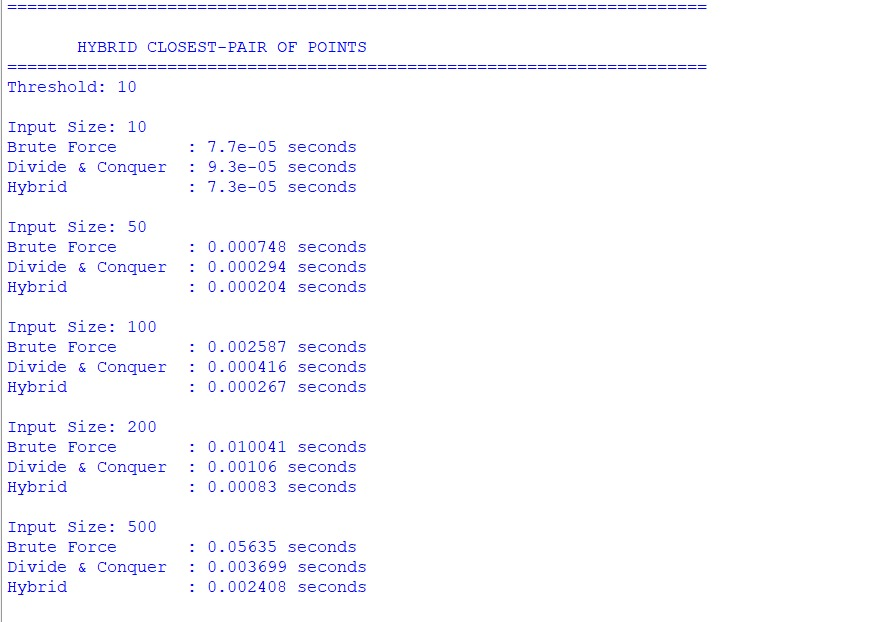 ======================================================================
HYBRID CLOSEST-PAIR OF POINTS
======================================================================
Threshold: 10
Input Size: 10
Brute Force       : 7.7e-05 seconds
Divide & Conquer  : 9.3e-05 seconds
Hybrid            : 7.3e-05 seconds
Input Size: 50
Brute Force       : 0.000748 seconds
Divide & Conquer  : 0.000294 seconds
Hybrid            : 0.000204 seconds
Input Size: 100
Brute Force       : 0.002587 seconds
Divide & Conquer  : 0.000416 seconds
Hybrid            : 0.000267 seconds
Input Size: 200
Brute Force       : 0.010041 seconds
Divide & Conquer  : 0.00106 seconds
Hybrid            : 0.00083 seconds
Input Size: 500
Brute Force       : 0.05635 seconds
Divide & Conquer  : 0.003699 seconds
Hybrid            : 0.002408 seconds